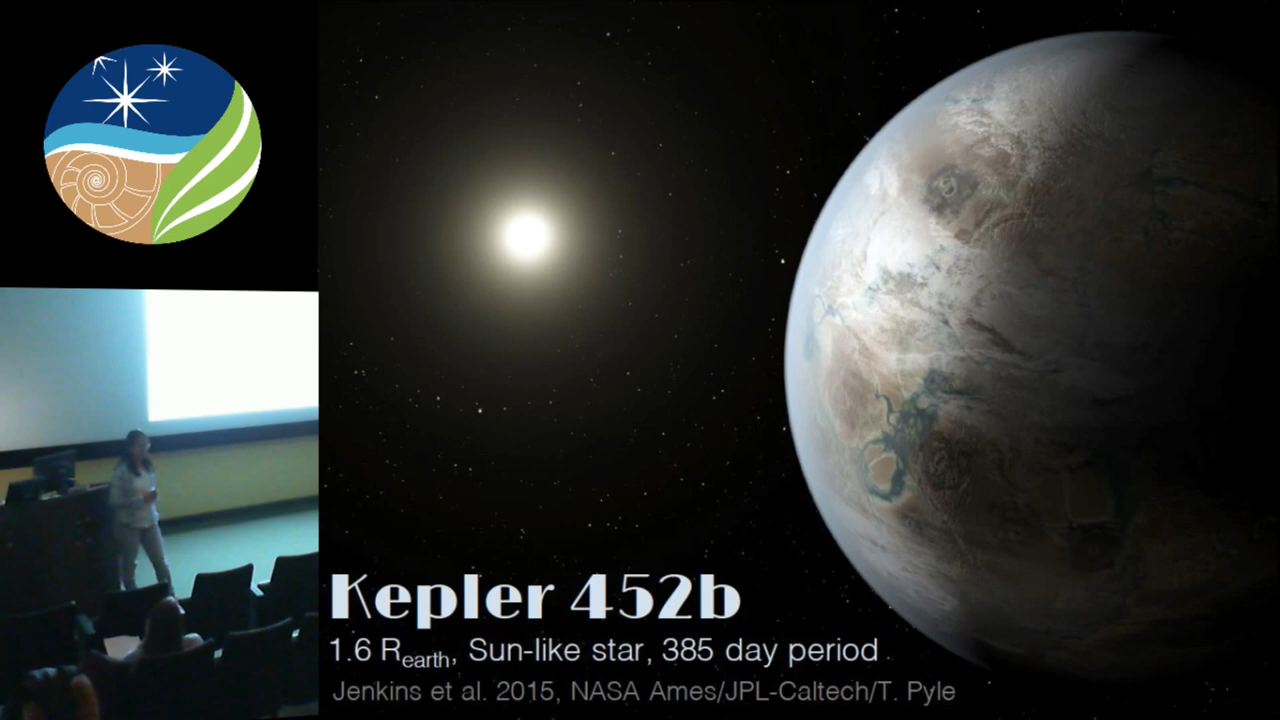 Kepler 452b
1.6 Rearth, Sun-like star, 385 day period
Jenkins et al. 2015, NASA Ames/JPL-Caltech/T. Pyle